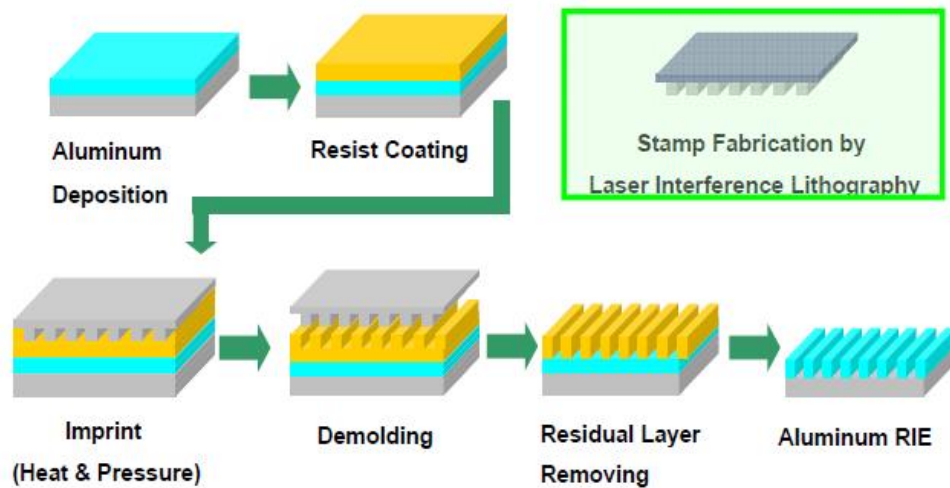 Aluminum
Deposition
Resist Coating
Stamp Fabrication by
Laser Interference Lithography
Imprint
(Heat & Pressure)
Demolding
Residual Layer
Removing
Aluminum RIE